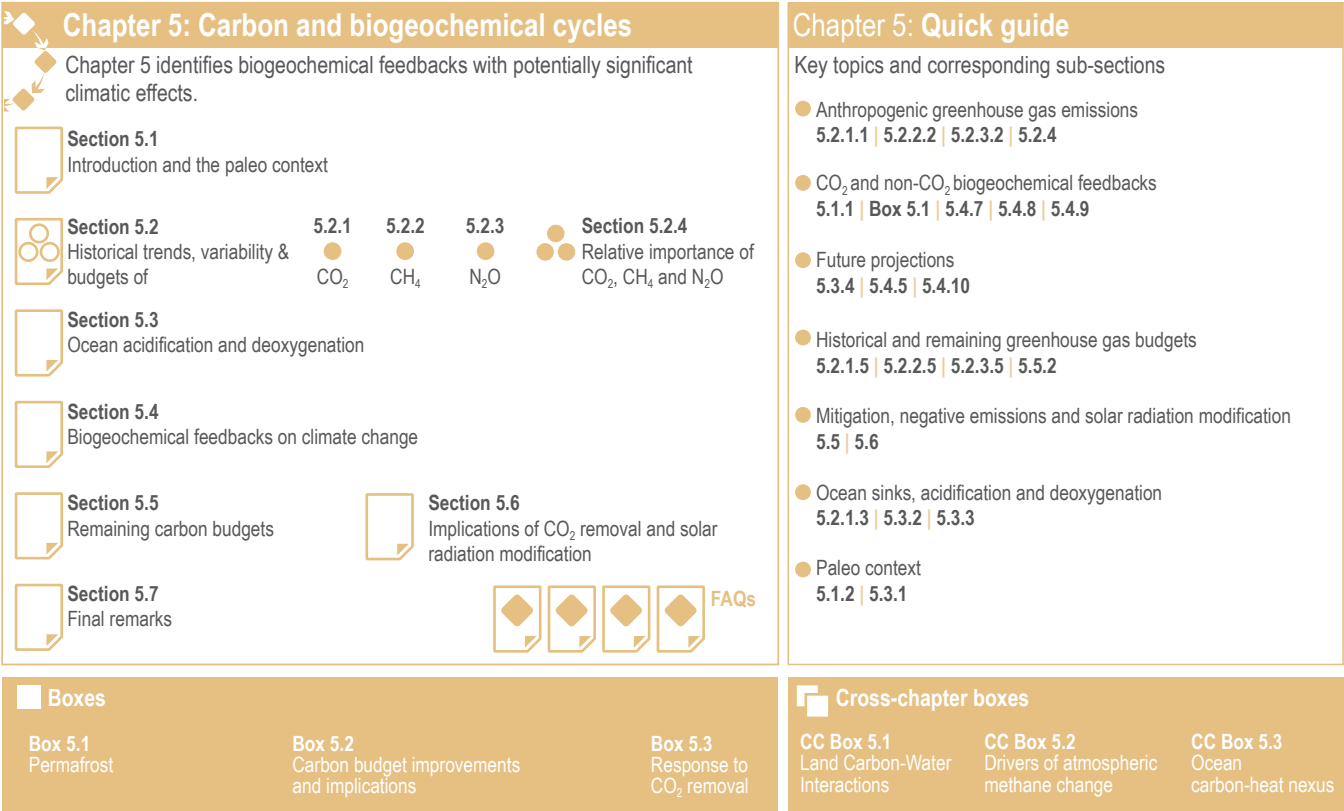 Chapter 5: Carbon and biogeochemical cycles
Chapter 5 identifies biogeochemical feedbacks with potentially significant
climatic effects.
Section 5.1
Introduction and the paleo context
Section 5.2
Historical trends, variability &
budgets of
5.2.1
CO₂
5.2.2
CH₄
5.2.3
N₂O
Section 5.2.4
Relative importance of
CO₂, CH₄ and N₂O
Section 5.3
Ocean acidification and deoxygenation
Section 5.4
Biogeochemical feedbacks on climate change
Section 5.5
Remaining carbon budgets
Section 5.6
Implications of CO₂ removal and solar
radiation modification
Section 5.7
Final remarks
FAQs
Chapter 5: Quick guide
Key topics and corresponding sub-sections
Anthropogenic greenhouse gas emissions
5.2.1.1 | 5.2.2.2 | 5.2.3.2 | 5.2.4
CO₂ and non-CO₂ biogeochemical feedbacks
5.1.1 | Box 5.1 | 5.4.7 | 5.4.8 | 5.4.9
Future projections
5.3.4 | 5.4.5 | 5.4.10
Historical and remaining greenhouse gas budgets
5.2.1.5 | 5.2.2.5 | 5.2.3.5 | 5.5.2
Mitigation, negative emissions and solar radiation modification
5.5 | 5.6
Ocean sinks, acidification and deoxygenation
5.2.1.3 | 5.3.2 | 5.3.3
Paleo context
5.1.2 | 5.3.1
Boxes
Box 5.1
Permafrost
Box 5.2
Carbon budget improvements
and implications
Box 5.3
Response to
CO₂ removal
Cross-chapter boxes
CC Box 5.1
Land Carbon-Water
Interactions
CC Box 5.2
Drivers of atmospheric
methane change
CC Box 5.3
Ocean
carbon-heat nexus